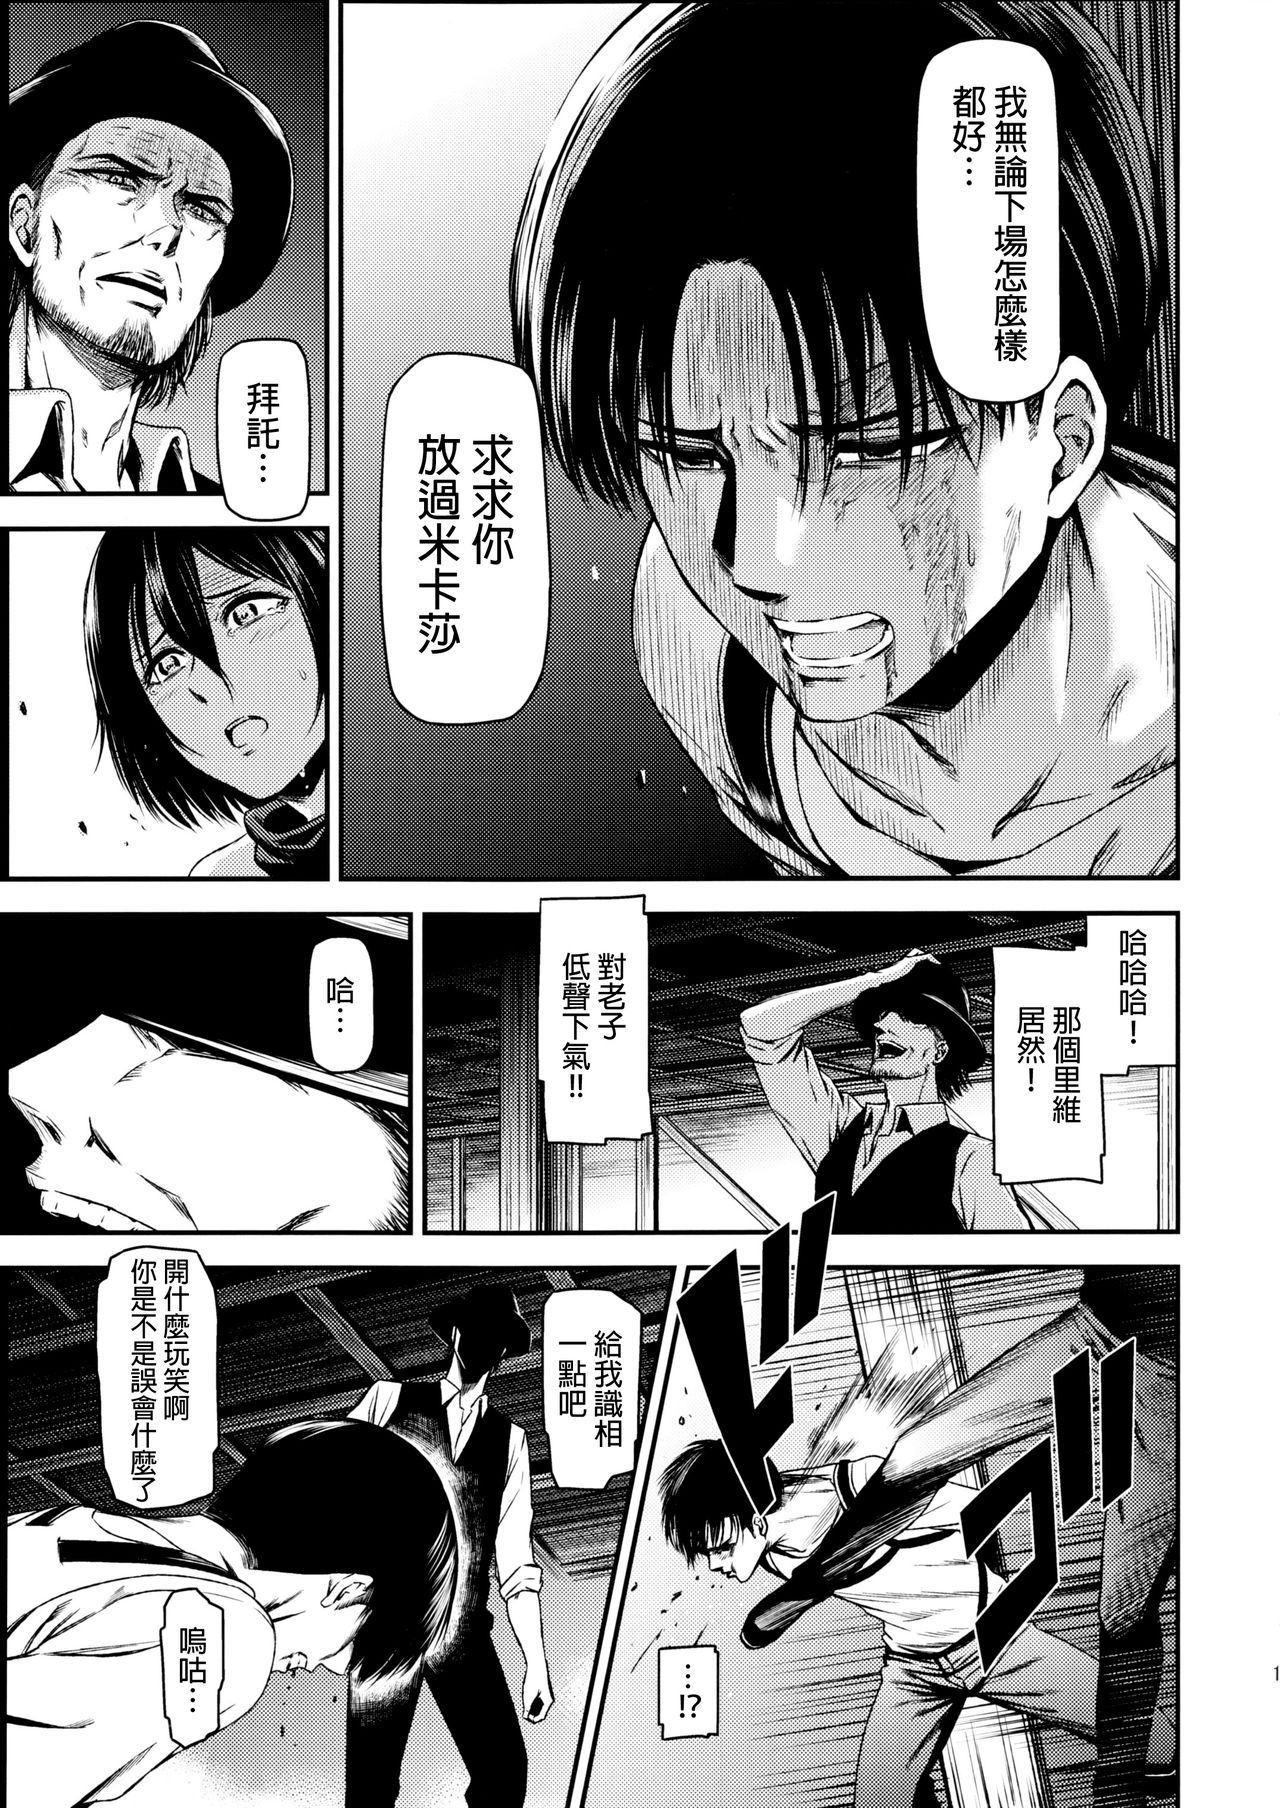 我無論下場怎麼樣
都好…
求求你
放過米卡莎
拜託…
哈哈哈！
那個里維
居然！
對老子
低聲下氣!!
哈…
ドゴ
…!?
給我識相
一點吧
開什麼玩笑啊
你是不是誤會什麼了
嗚咕…
1